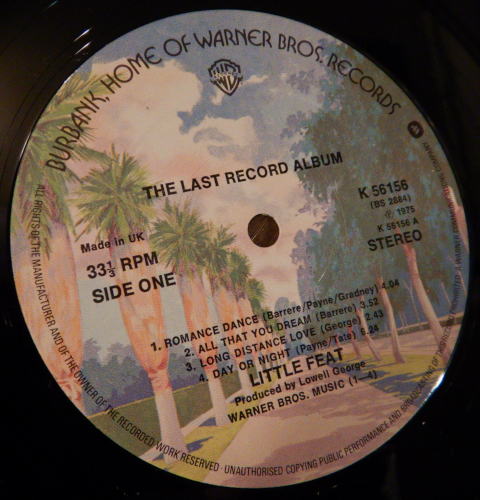 BURBANK, HOME OF WARNER BROS. RECORDS
THE LAST RECORD ALBUM
K 56156
(BS 2884)
℗ 1975
K 56156 A
STEREO
Made in UK
33⅓ RPM
SIDE ONE
1. ROMANCE DANCE (Barrere/Payne/Gradney) 4.04
2. ALL THAT YOU DREAM (Barrere) 3.52
3. LONG DISTANCE LOVE (George) 2.43
4. DAY OR NIGHT (Payne/Tate) 6.24
LITTLE FEAT
Produced by Lowell George
WARNER BROS. MUSIC (1-4)
ALL RIGHTS OF THE MANUFACTURER AND OF THE OWNER OF THE RECORDED WORK RESERVED · UNAUTHORISED COPYING PUBLIC PERFORMANCE AND BROADCASTING OF